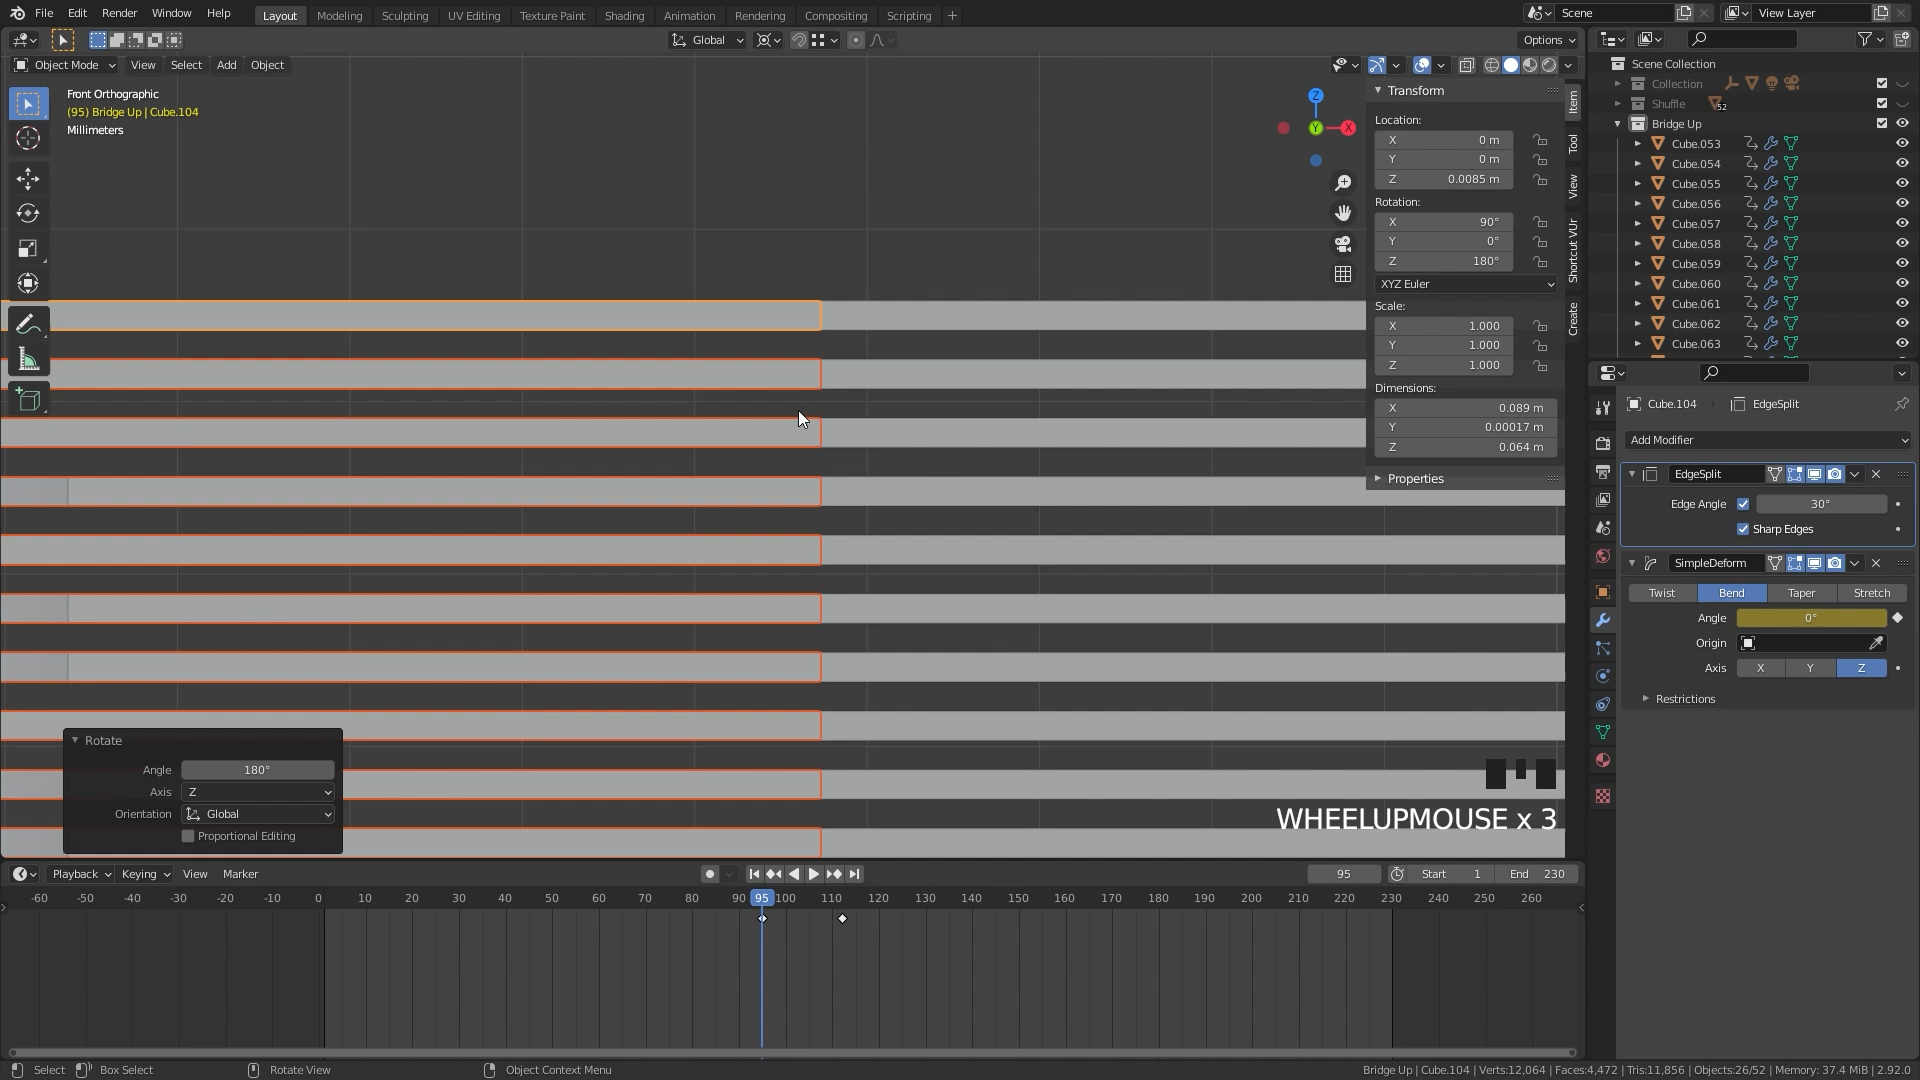 File Edit Render Window Help Layout Modeling Sculpting UV Editing Texture Paint Shading Animation Rendering Compositing Scripting + Scene View Layer
Global Options
Object Mode View Select Add Object
Front Orthographic
(95) Bridge Up | Cube.104
Millimeters
Z
Y
X
Transform
Location:
X 0 m
Y 0 m
Z 0.0085 m
Rotation:
X 90°
Y 0°
Z 180°
XYZ Euler
Scale:
X 1.000
Y 1.000
Z 1.000
Dimensions:
X 0.089 m
Y 0.00017 m
Z 0.064 m
Properties
Item
Tool
View
Shortcut VUr
Create
Scene Collection
Collection
Shuffle 52
Bridge Up
Cube.053
Cube.054
Cube.055
Cube.056
Cube.057
Cube.058
Cube.059
Cube.060
Cube.061
Cube.062
Cube.063
Cube.104 EdgeSplit
Add Modifier
EdgeSplit
Edge Angle 30°
Sharp Edges
SimpleDeform
Twist Bend Taper Stretch
Angle 0°
Origin
Axis X Y Z
Restrictions
Rotate
Angle 180°
Axis Z
Orientation Global
Proportional Editing
WHEELUPMOUSE x 3
Playback Keying View Marker 95 Start 1 End 230
-60 -50 -40 -30 -20 -10 0 10 20 30 40 50 60 70 80 90 95 100 110 120 130 140 150 160 170 180 190 200 210 220 230 240 250 260
Select Box Select Rotate View Object Context Menu Bridge Up | Cube.104 | Verts:12,064 | Faces:4,472 | Tris:11,856 | Objects:26/52 | Memory: 37.4 MiB | 2.92.0